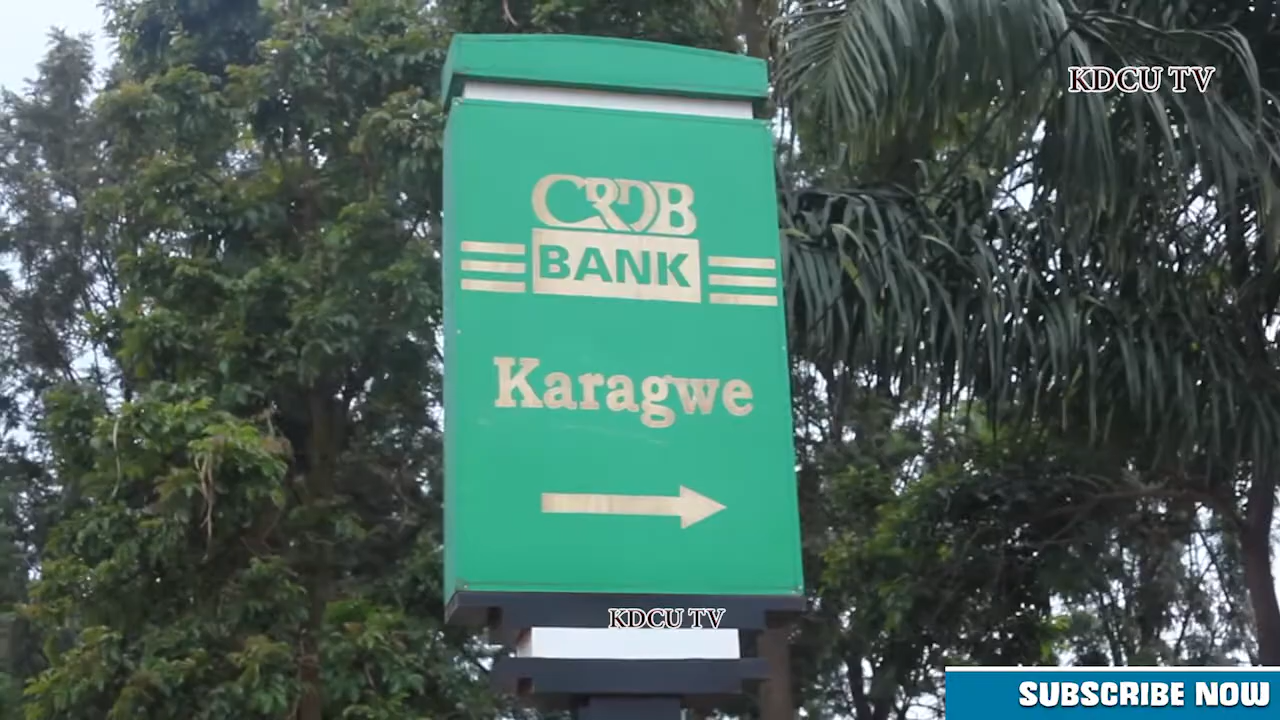 KDCU TV
CRDB
BANK
Karagwe
KDCU TV
SUBSCRIBE NOW